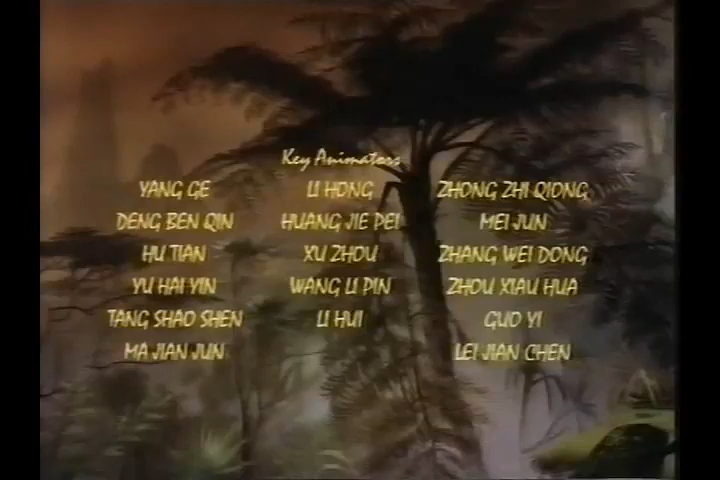 Key Animators
YANG GE LI HONG ZHONG ZHI QIONG
DENG BEN QIN HUANG JIE PEI MEI JUN
HU TIAN XU ZHOU ZHANG WEI DONG
YU HAI YIN WANG LI PIN ZHOU XIAU HUA
TANG SHAO SHEN LI HUI GUO YI
MA JIAN JUN LEI JIAN CHEN